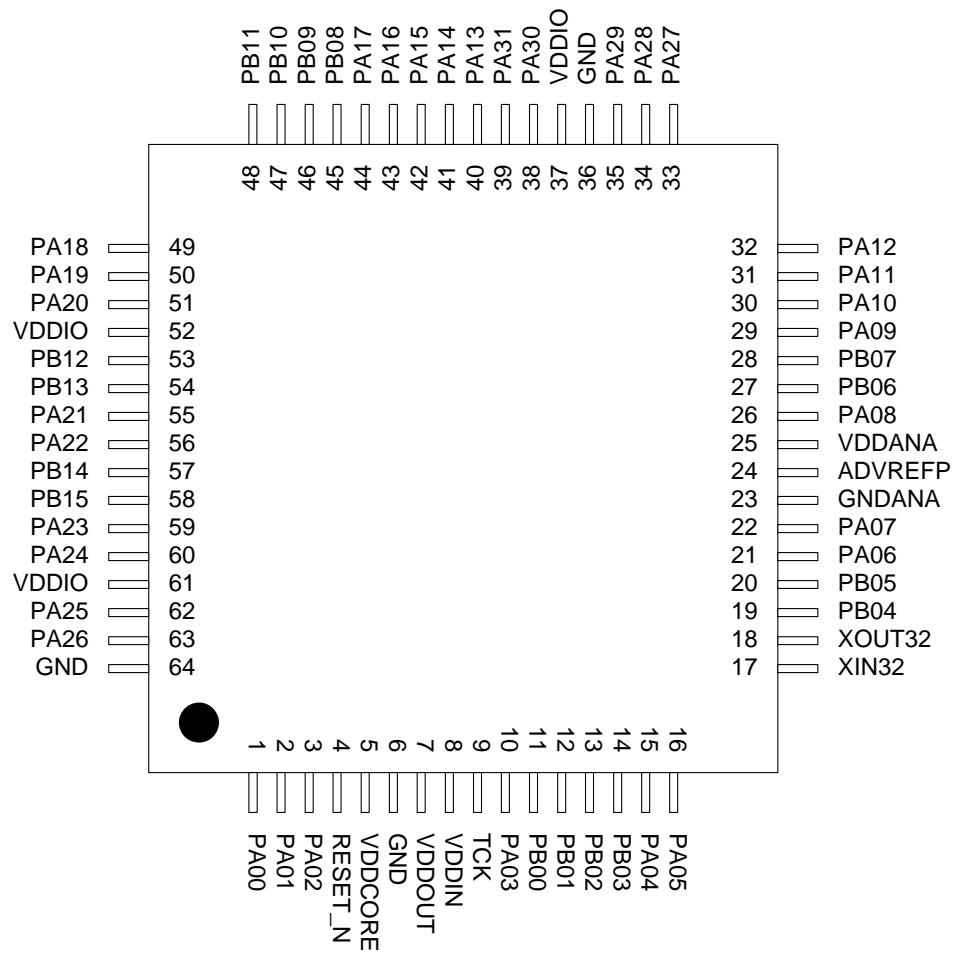 PB11 PB10 PB09 PB08 PA17 PA16 PA15 PA14 PA13 PA31 PA30 VDDIO GND PA29 PA28 PA27
48 47 46 45 44 43 42 41 40 39 38 37 36 35 34 33
PA18 49 32 PA12
PA19 50 31 PA11
PA20 51 30 PA10
VDDIO 52 29 PA09
PB12 53 28 PB07
PB13 54 27 PB06
PA21 55 26 PA08
PA22 56 25 VDDANA
PB14 57 24 ADVREFP
PB15 58 23 GNDANA
PA23 59 22 PA07
PA24 60 21 PA06
VDDIO 61 20 PB05
PA25 62 19 PB04
PA26 63 18 XOUT32
GND 64 17 XIN32
1 2 3 4 5 6 7 8 9 10 11 12 13 14 15 16
PA00 PA01 PA02 RESET_N VDDCORE GND VDDOUT VDDIN TCK PA03 PB00 PB01 PB02 PB03 PA04 PA05